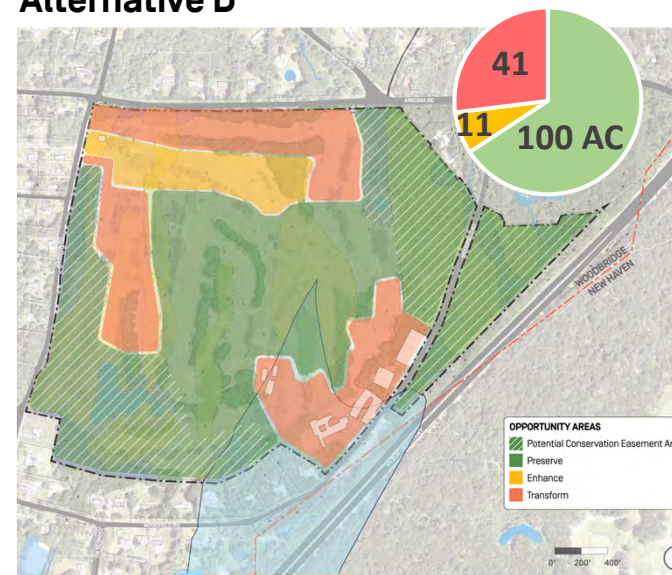 Alternative D
41
11
100 AC
ANSONIA RD
WOODBRIDGE
NEW HAVEN
OPPORTUNITY AREAS
Potential Conservation Easement Ar
Preserve
Enhance
Transform
0' 200' 400'